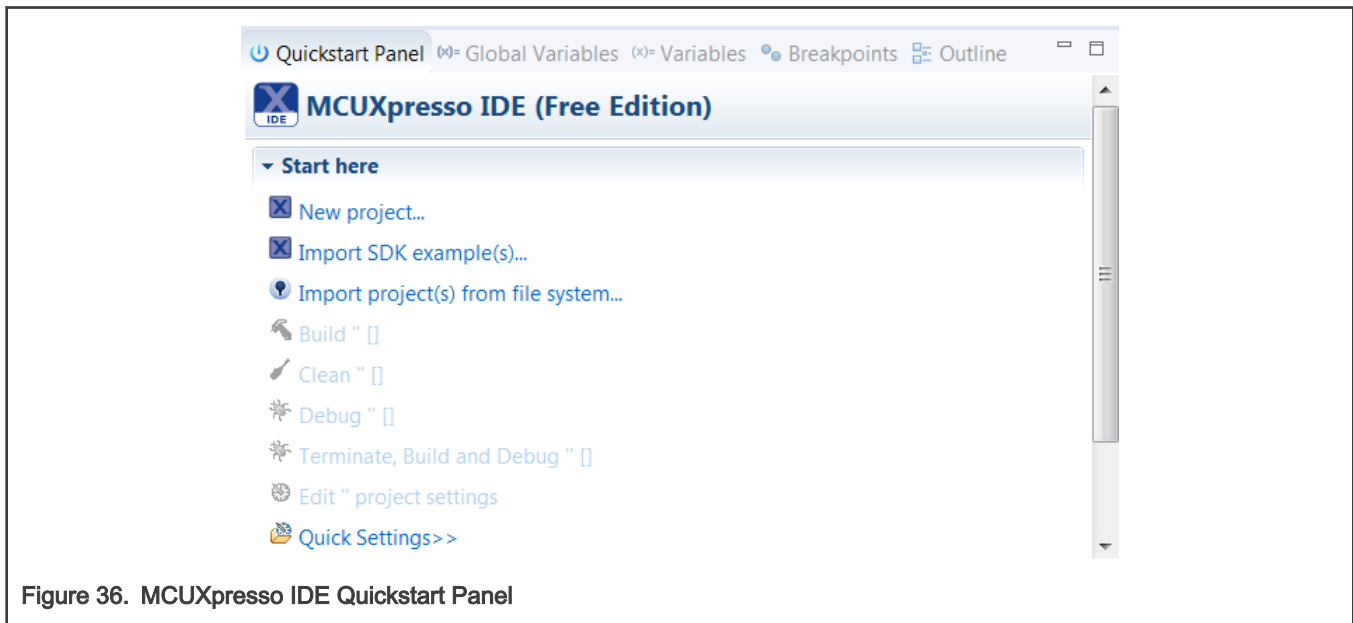 Quickstart Panel (x)= Global Variables (x)= Variables Breakpoints Outline
IDE MCUXpresso IDE (Free Edition)
Start here
New project...
Import SDK example(s)...
Import project(s) from file system...
Build '' []
Clean '' []
Debug '' []
Terminate, Build and Debug '' []
Edit '' project settings
Quick Settings>>
Figure 36. MCUXpresso IDE Quickstart Panel